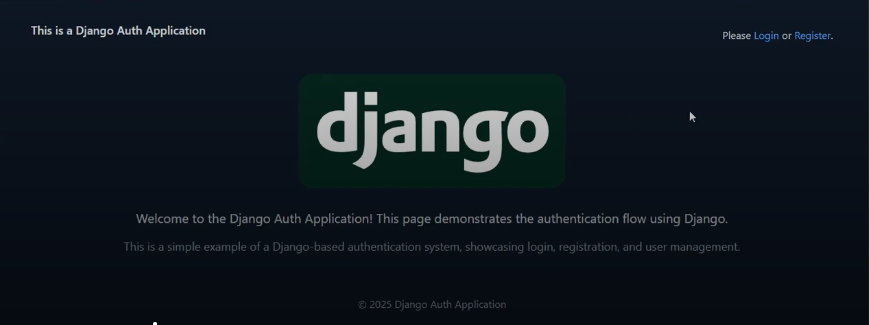 This is a Django Auth Application
Please Login or Register.
django
Welcome to the Django Auth Application! This page demonstrates the authentication flow using Django.
This is a simple example of a Django-based authentication system, showcasing login, registration, and user management.
© 2025 Django Auth Application